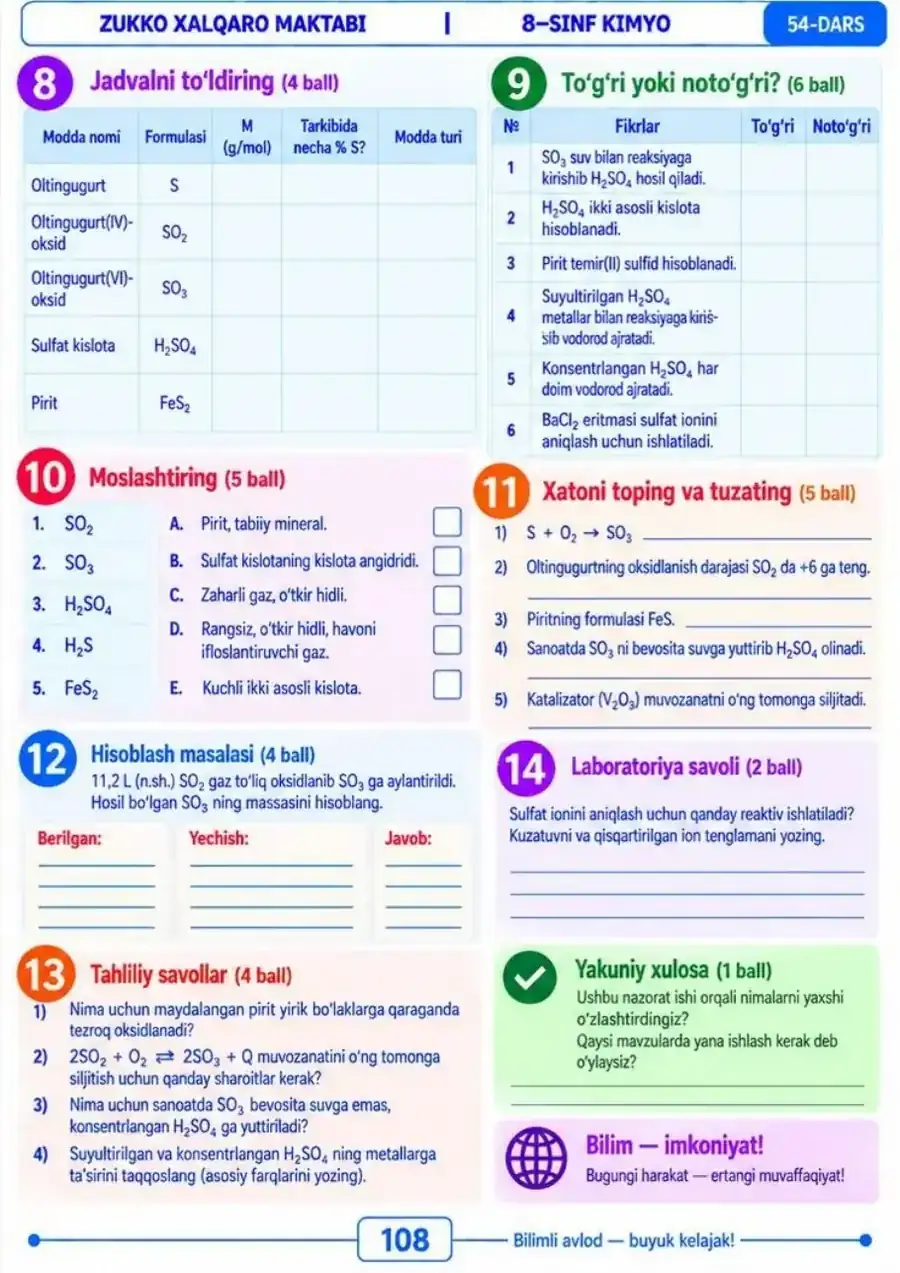 ZUKKO XALQARO MAKTABI | 8–SINF KIMYO 54-DARS
8 Jadvalni to‘ldiring (4 ball)
Modda nomi Formulasi M (g/mol) Tarkibida necha % S? Modda turi
Oltingugurt S
Oltingugurt(IV)-oksid SO₂
Oltingugurt(VI)-oksid SO₃
Sulfat kislota H₂SO₄
Pirit FeS₂
9 To‘g‘ri yoki noto‘g‘ri? (6 ball)
№ Fikrlar To‘g‘ri Noto‘g‘ri
1 SO₃ suv bilan reaksiyaga
kirishib H₂SO₄ hosil qiladi.
2 H₂SO₄ ikki asosli kislota
hisoblanadi.
3 Pirit temir(II) sulfid hisoblanadi.
4 Suyultirilgan H₂SO₄
metallar bilan reaksiyaga kiriš-
sib vodorod ajratadi.
5 Konsentrlangan H₂SO₄ har
doim vodorod ajratadi.
6 BaCl₂ eritmasi sulfat ionini
aniqlash uchun ishlatiladi.
10 Moslashtiring (5 ball)
1. SO₂ A. Pirit, tabiiy mineral.
2. SO₃ B. Sulfat kislotaning kislota angidridi.
3. H₂SO₄ C. Zaharli gaz, o‘tkir hidli.
4. H₂S D. Rangsiz, o‘tkir hidli, havoni
ifloslantiruvchi gaz.
5. FeS₂ E. Kuchli ikki asosli kislota.
11 Xatoni toping va tuzating (5 ball)
1) S + O₂ → SO₃
2) Oltingugurtning oksidlanish darajasi SO₂ da +6 ga teng.
3) Piritning formulasi FeS.
4) Sanoatda SO₃ ni bevosita suvga yuttirib H₂SO₄ olinadi.
5) Katalizator (V₂O₃) muvozanatni o‘ng tomonga siljitadi.
12 Hisoblash masalasi (4 ball)
11,2 L (n.sh.) SO₂ gaz to‘liq oksidlanib SO₃ ga aylantirildi.
Hosil bo‘lgan SO₃ ning massasini hisoblang.
Berilgan: Yechish: Javob:
14 Laboratoriya savoli (2 ball)
Sulfat ionini aniqlash uchun qanday reaktiv ishlatiladi?
Kuzatuvni va qisqartirilgan ion tenglamani yozing.
13 Tahliliy savollar (4 ball)
1) Nima uchun maydalangan pirit yirik bo‘laklarga qaraganda
tezroq oksidlanadi?
2) 2SO₂ + O₂ ⇄ 2SO₃ + Q muvozanatini o‘ng tomonga
siljitish uchun qanday sharoitlar kerak?
3) Nima uchun sanoatda SO₃ bevosita suvga emas,
konsentrlangan H₂SO₄ ga yuttiriladi?
4) Suyultirilgan va konsentrlangan H₂SO₄ ning metallarga
ta’sirini taqqoslang (asosiy farqlarini yozing).
Yakuniy xulosa (1 ball)
Ushbu nazorat ishi orqali nimalarni yaxshi
o‘zlashtirdingiz?
Qaysi mavzularda yana ishlash kerak deb
o‘ylaysiz?
Bilim — imkoniyat!
Bugungi harakat — ertangi muvaffaqiyat!
108 Bilimli avlod — buyuk kelajak!